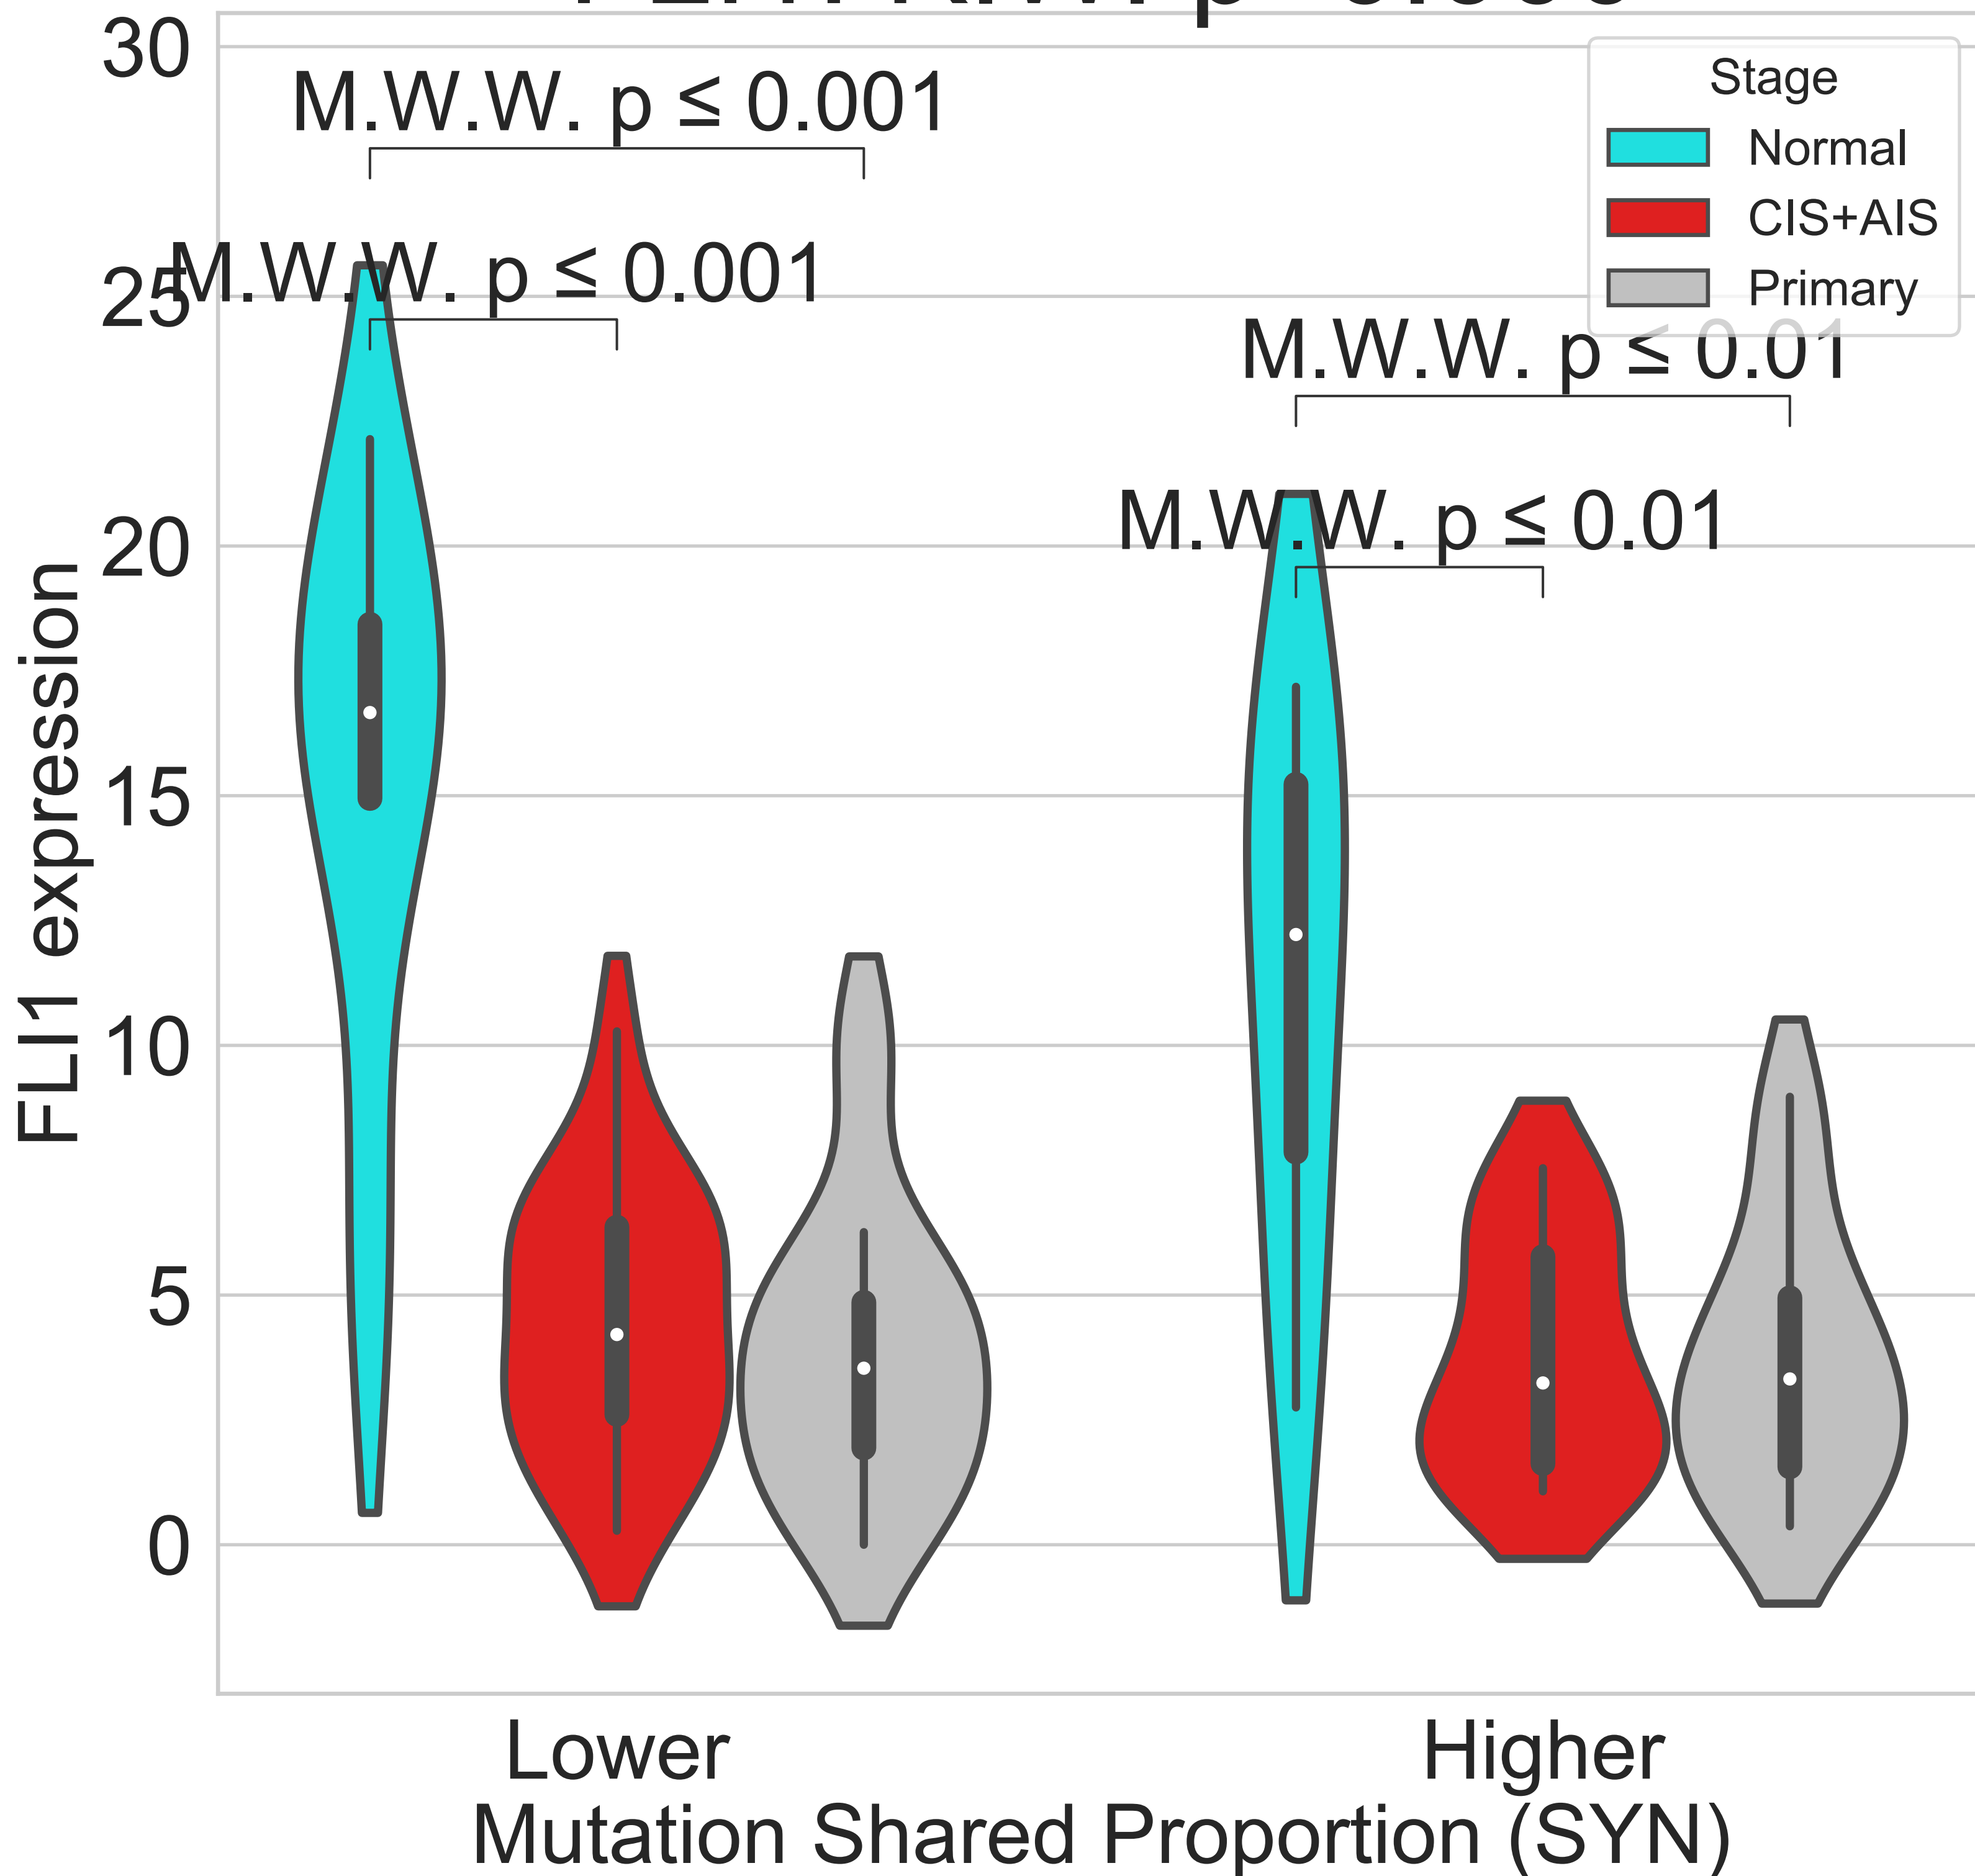 30
25
20
15
10
5
0
FLI1 expression
M.W.W. p ≤ 0.001
M.W.W. p ≤ 0.001
M.W.W. p ≤ 0.01
M.W.W. p ≤ 0.01
Stage
Normal
CIS+AIS
Primary
Lower
Higher
Mutation Shared Proportion (SYN)